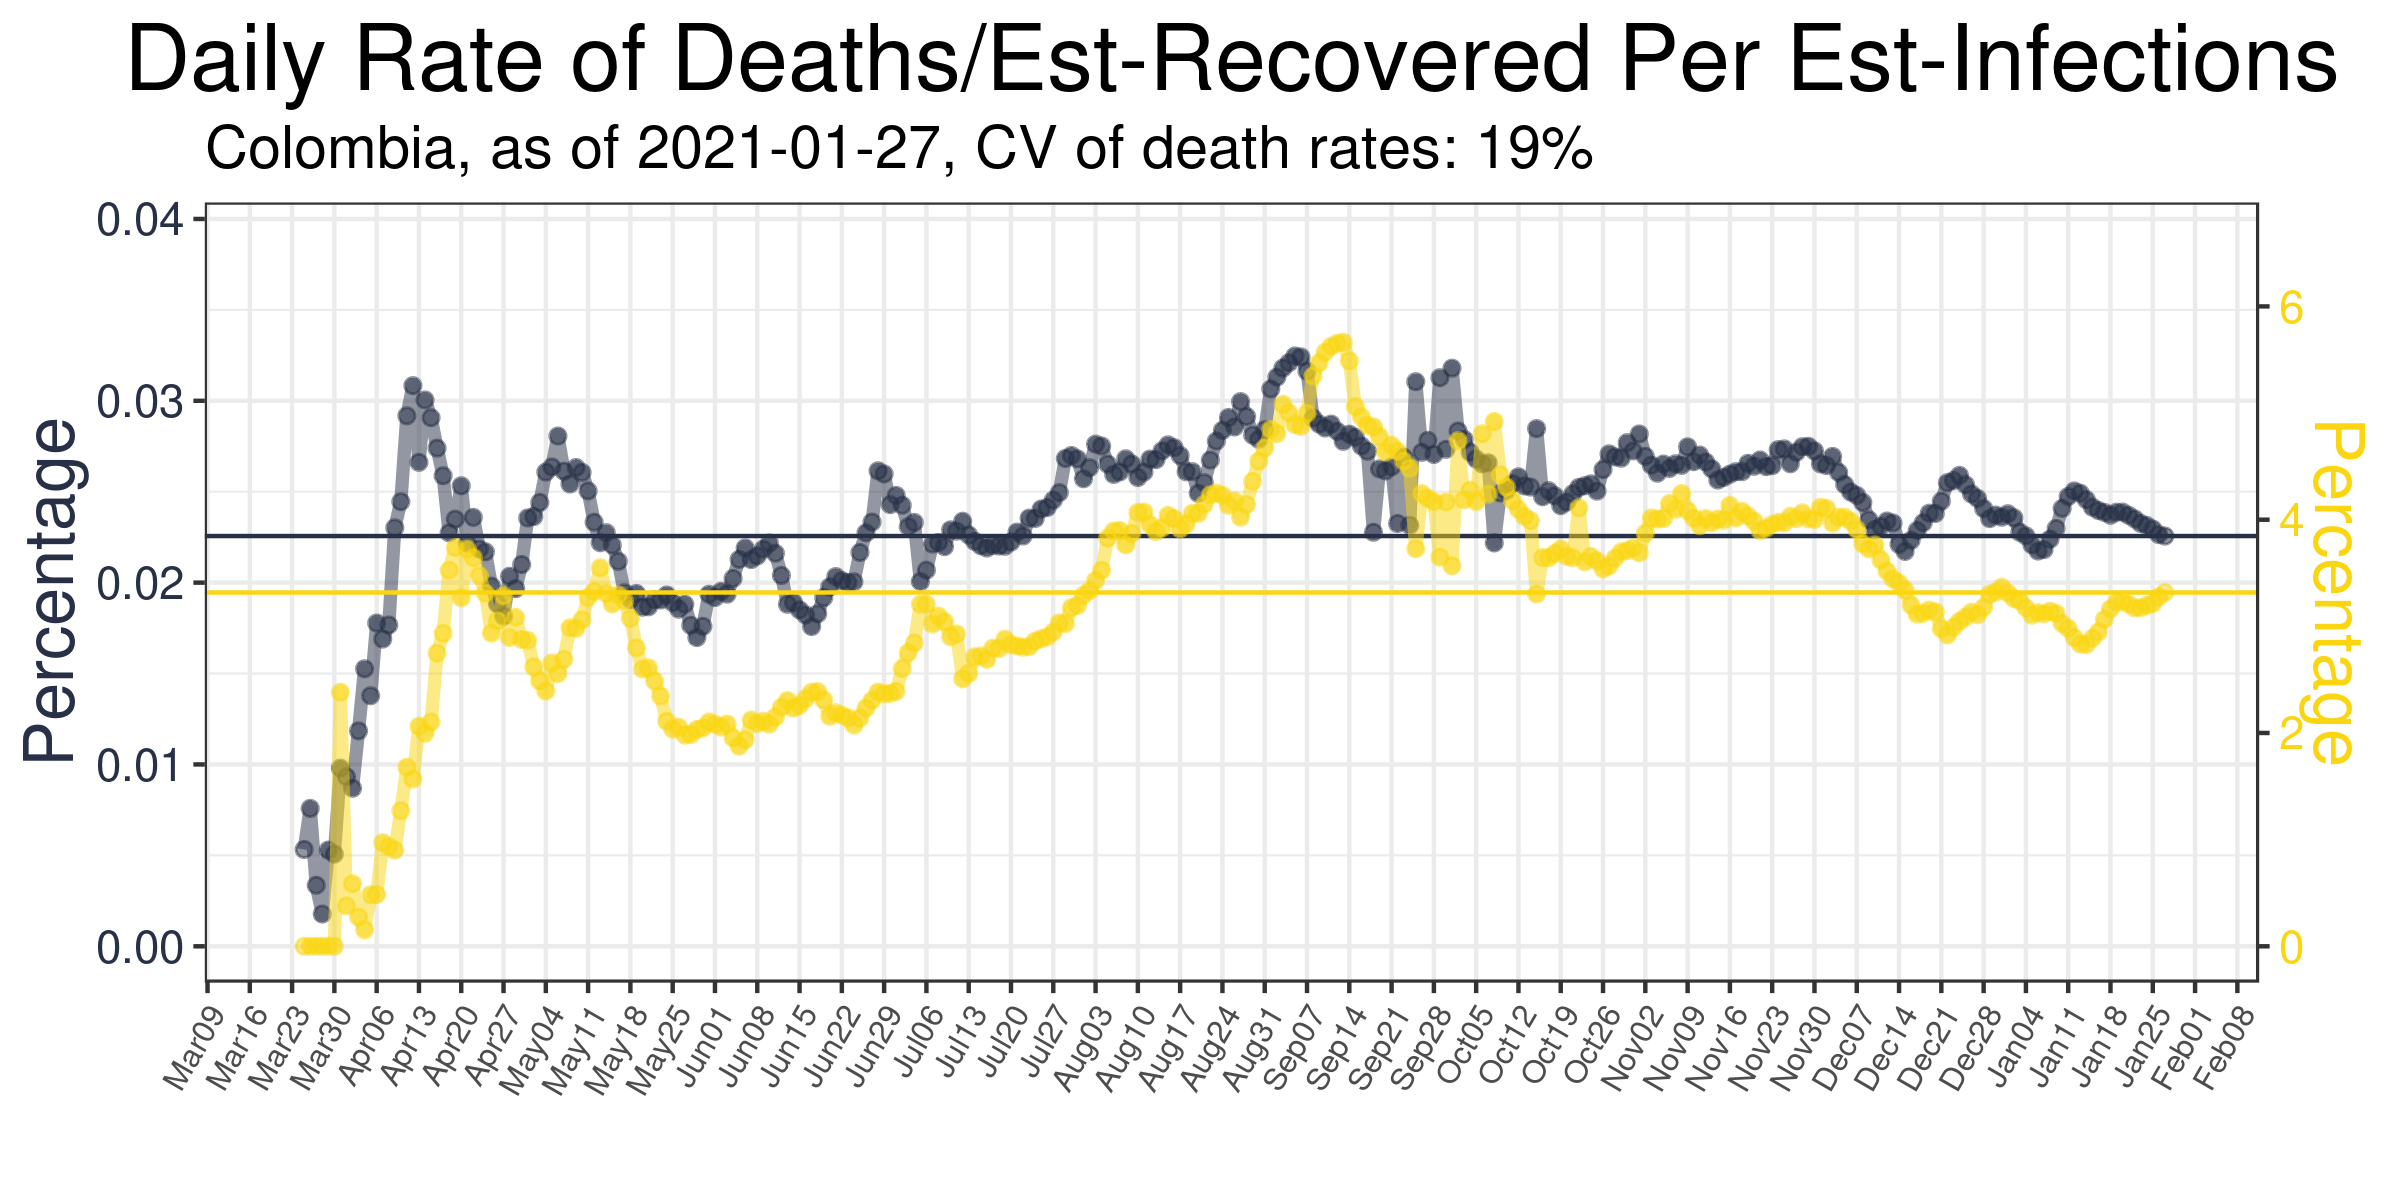 Daily Rate of Deaths/Est-Recovered Per Est-Infections
Colombia, as of 2021-01-27, CV of death rates: 19%
Percentage
0.04
0.03
0.02
0.01
0.00
6
4
2
0
Percentage
Mar09 Mar16 Mar23 Mar30 Apr06 Apr13 Apr20 Apr27 May04 May11 May18 May25 Jun01 Jun08 Jun15 Jun22 Jun29 Jul06 Jul13 Jul20 Jul27 Aug03 Aug10 Aug17 Aug24 Aug31 Sep07 Sep14 Sep21 Sep28 Oct05 Oct12 Oct19 Oct26 Nov02 Nov09 Nov16 Nov23 Nov30 Dec07 Dec14 Dec21 Dec28 Jan04 Jan11 Jan18 Jan25 Feb01 Feb08